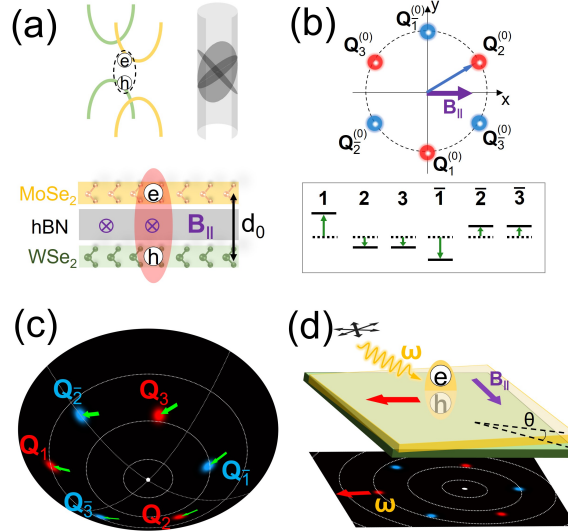 (a)
e
h
MoSe₂
e
hBN
B∥
d₀
WSe₂
h
(b)
y
Q₁̄⁽⁰⁾
Q₃⁽⁰⁾
Q₂⁽⁰⁾
x
B∥
Q₂̄⁽⁰⁾
Q₃̄⁽⁰⁾
Q₁⁽⁰⁾
1 2 3 1̄ 2̄ 3̄
(c)
Q₂̄
Q₃
Q₁
Q₁̄
Q₃̄
Q₂
(d)
ω
e
h
B∥
θ
ω